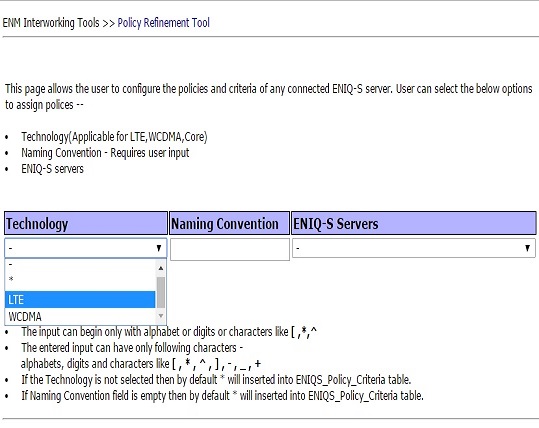 ENM Interworking Tools >> Policy Refinement Tool
This page allows the user to configure the policies and criteria of any connected ENIQ-S server. User can select the below options
to assign polices --
• Technology(Applicable for LTE,WCDMA,Core)
• Naming Convention - Requires user input
• ENIQ-S servers
Technology Naming Convention ENIQ-S Servers
- -
-
*
LTE
WCDMA
• The input can begin only with alphabet or digits or characters like [,*,^
• The entered input can have only following characters -
alphabets, digits and characters like [,*,^,],-,_,+
• If the Technology is not selected then by default * will inserted into ENIQS_Policy_Criteria table.
• If Naming Convention field is empty then by default * will inserted into ENIQS_Policy_Criteria table.